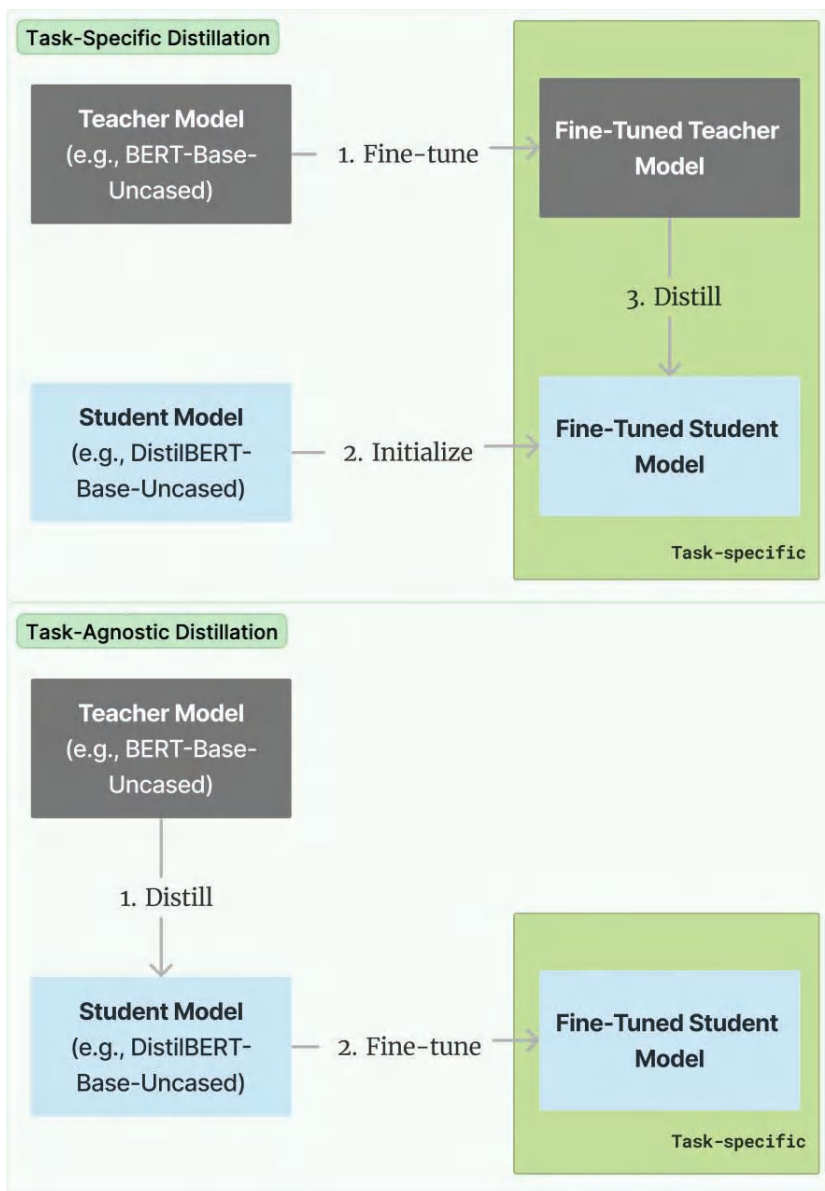 Task-Specific Distillation
Teacher Model
(e.g., BERT-Base-
Uncased)
1. Fine-tune
Fine-Tuned Teacher
Model
3. Distill
Student Model
(e.g., DistilBERT-
Base-Uncased)
2. Initialize
Fine-Tuned Student
Model
Task-specific
Task-Agnostic Distillation
Teacher Model
(e.g., BERT-Base-
Uncased)
1. Distill
Student Model
(e.g., DistilBERT-
Base-Uncased)
2. Fine-tune
Fine-Tuned Student
Model
Task-specific